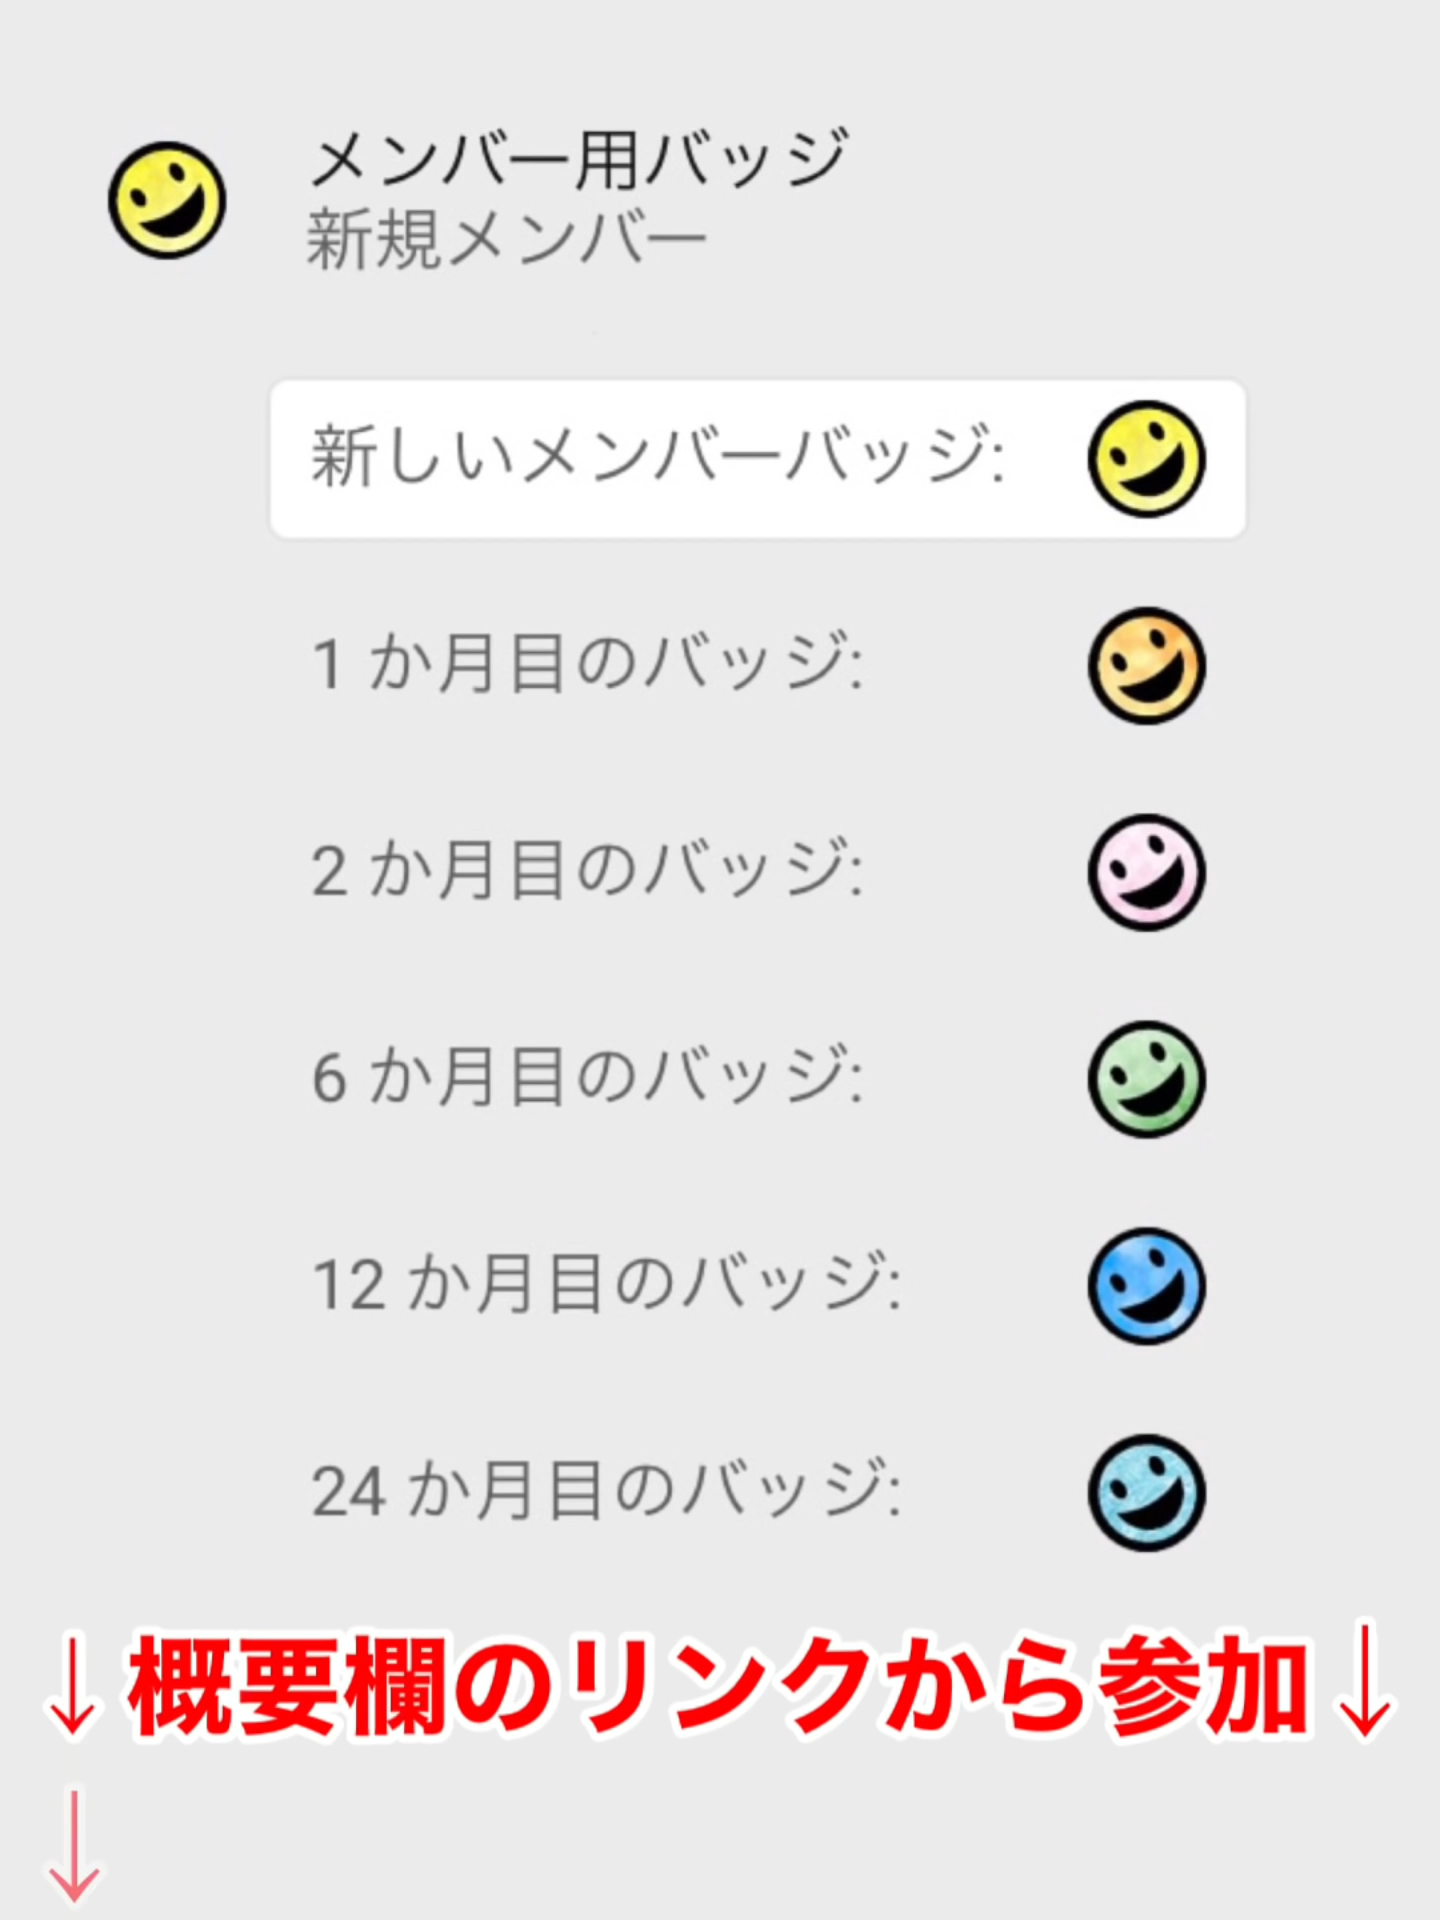 メンバー用バッジ
新規メンバー
新しいメンバーバッジ:
1 か月目のバッジ:
2 か月目のバッジ:
6 か月目のバッジ:
12 か月目のバッジ:
24 か月目のバッジ:
↓概要欄のリンクから参加↓
↓